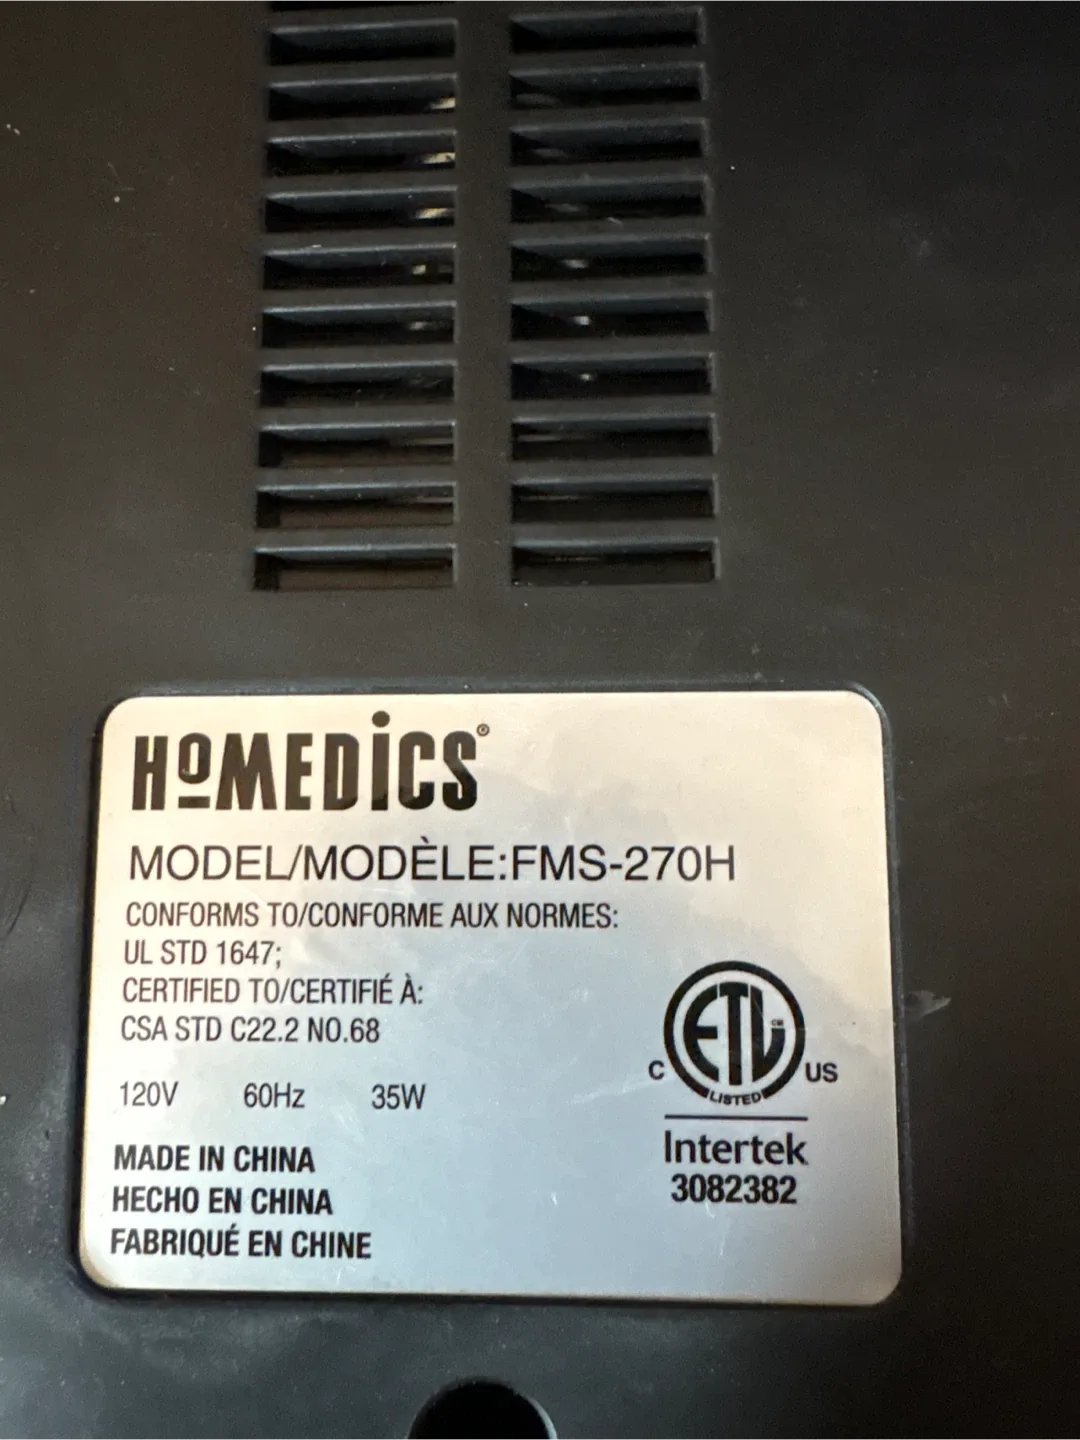 HoMEDiCS®
MODEL/MODÈLE:FMS-270H
CONFORMS TO/CONFORME AUX NORMES:
UL STD 1647;
CERTIFIED TO/CERTIFIÉ À:
CSA STD C22.2 NO.68
120V 60Hz 35W
MADE IN CHINA
HECHO EN CHINA
FABRIQUÉ EN CHINE
C ETL CM US
LISTED
Intertek
3082382